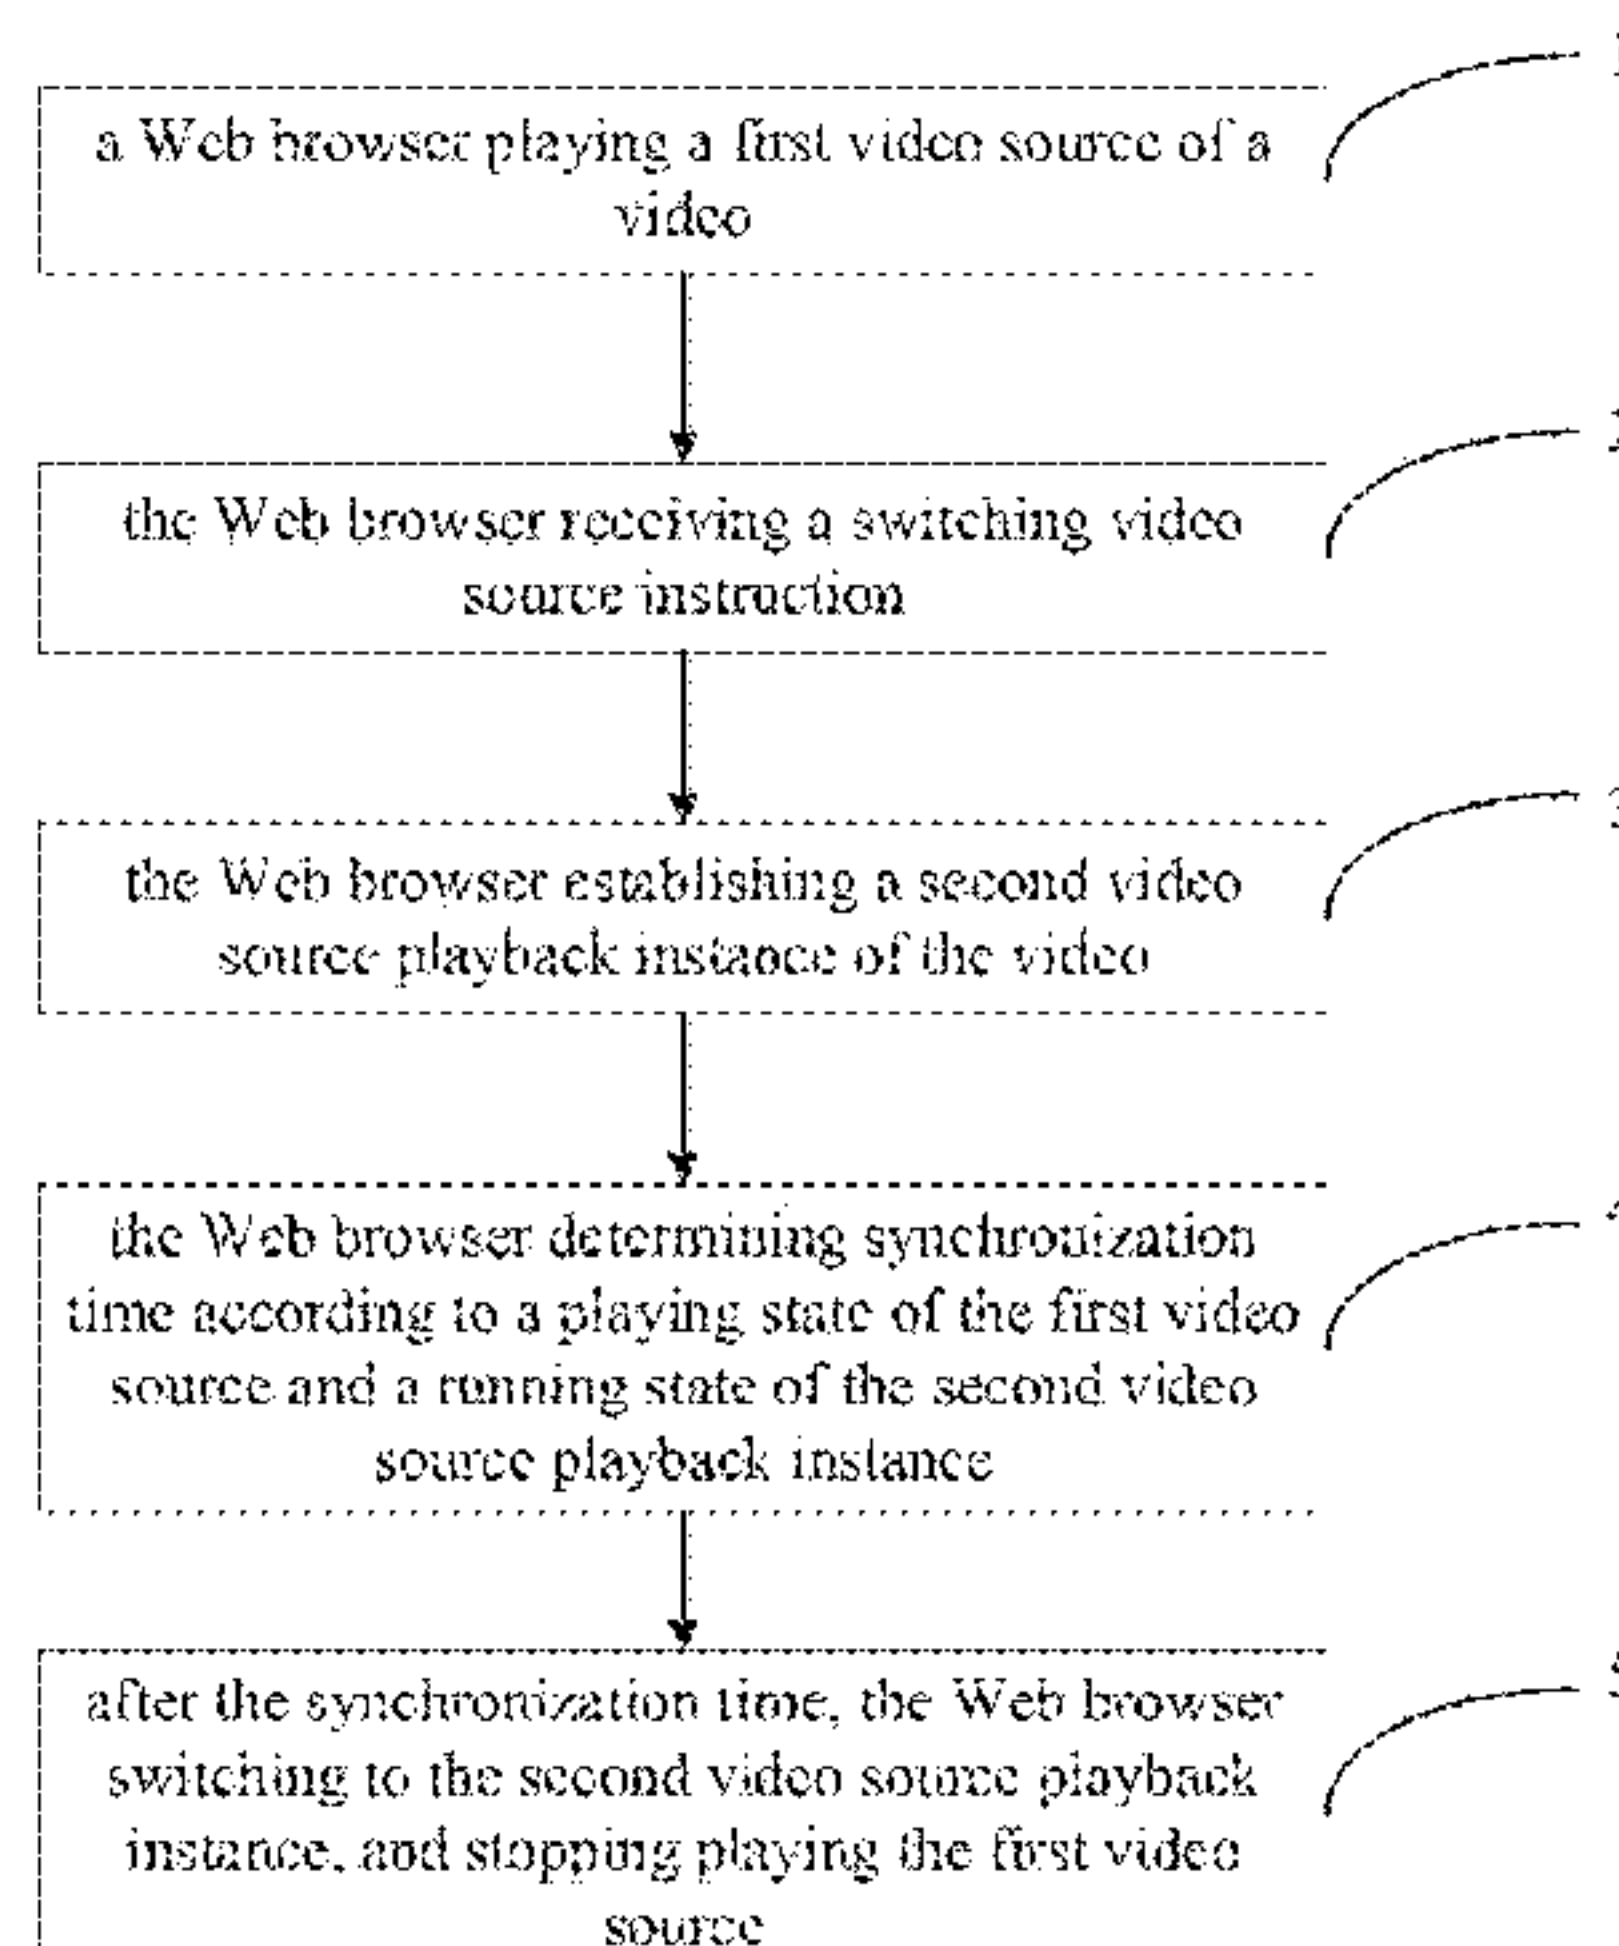 a Web browser playing a first video source of a
video
the Web browser receiving a switching video
source instruction
the Web browser establishing a second video
source playback instance of the video
the Web browser determining synchronization
time according to a playing state of the first video
source and a running state of the second video
source playback instance
after the synchronization time, the Web browser
switching to the second video source playback
instance, and stopping playing the first video
source